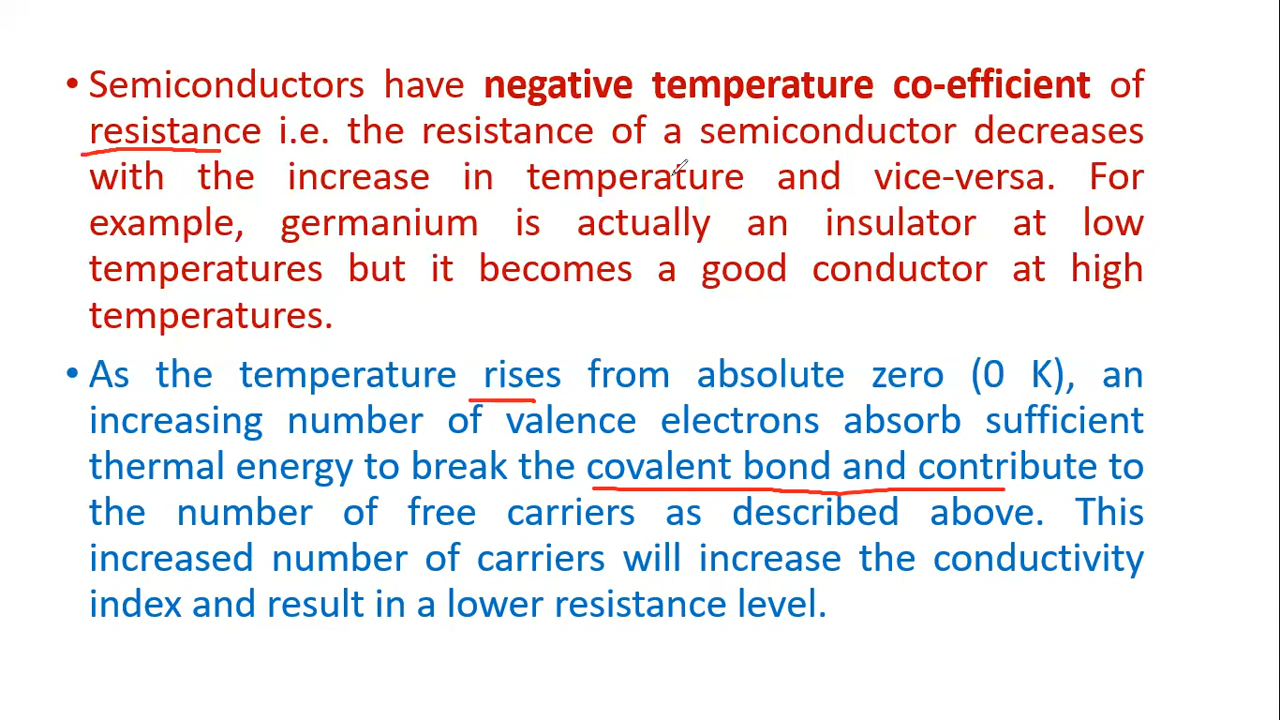 • Semiconductors have negative temperature co-efficient of
resistance i.e. the resistance of a semiconductor decreases
with the increase in temperature and vice-versa. For
example, germanium is actually an insulator at low
temperatures but it becomes a good conductor at high
temperatures.
• As the temperature rises from absolute zero (0 K), an
increasing number of valence electrons absorb sufficient
thermal energy to break the covalent bond and contribute to
the number of free carriers as described above. This
increased number of carriers will increase the conductivity
index and result in a lower resistance level.